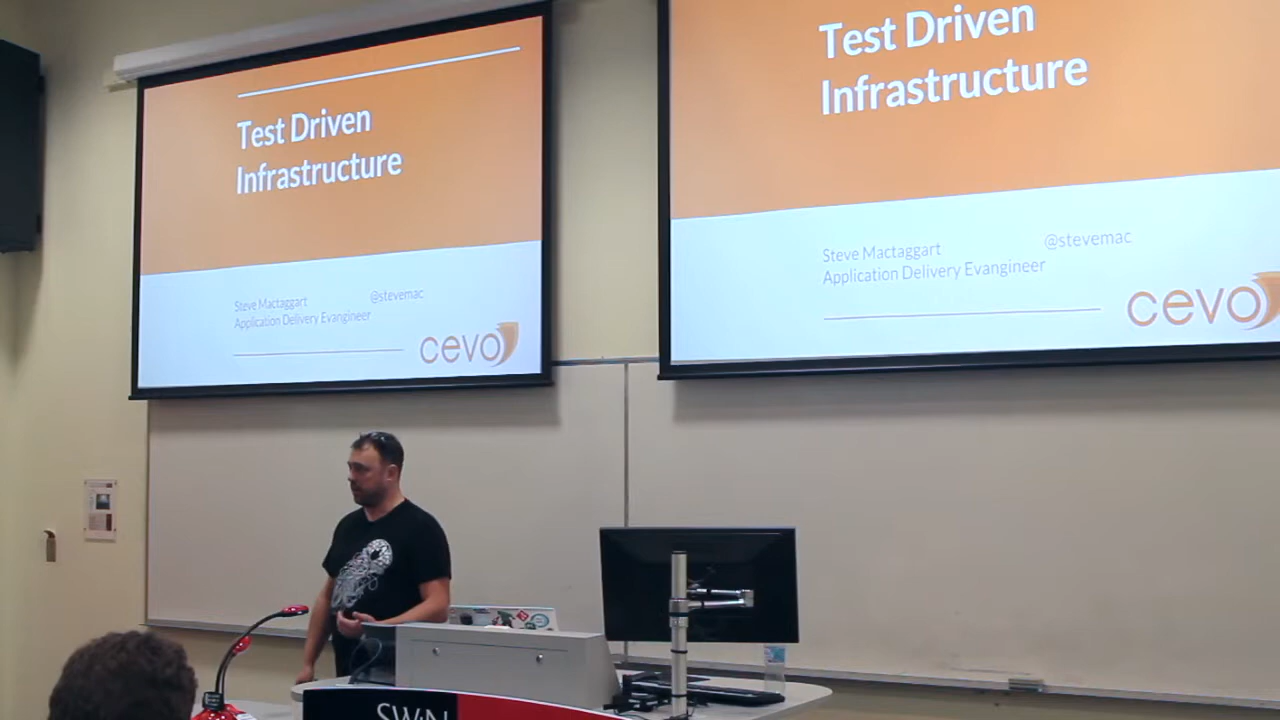 Test Driven
Infrastructure
Steve Mactaggart @stevemac
Application Delivery Evangineer
cevo
Test Driven
Infrastructure
Steve Mactaggart @stevemac
Application Delivery Evangineer
cevo
SW